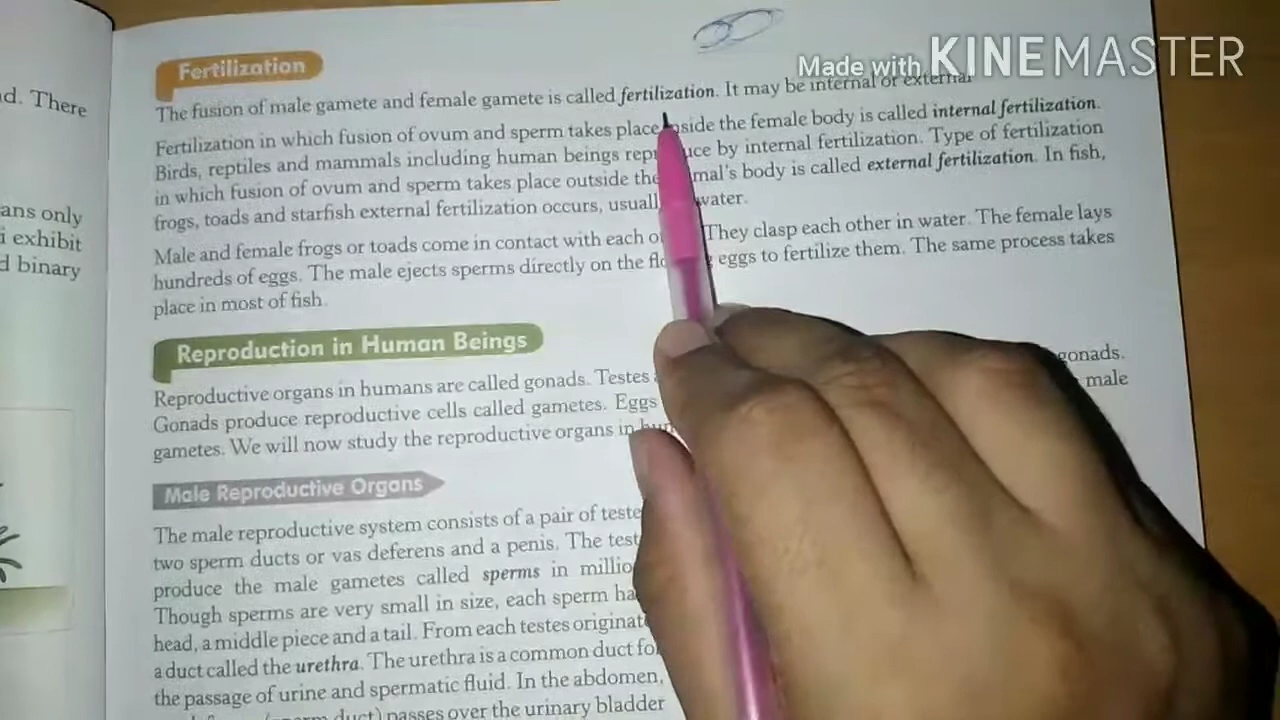 Made with KINEMASTER
d. There
ans only
i exhibit
d binary
Fertilization
The fusion of male gamete and female gamete is called fertilization. It may be internal or external
Fertilization in which fusion of ovum and sperm takes place inside the female body is called internal fertilization.
Birds, reptiles and mammals including human beings rep uce by internal fertilization. Type of fertilization
in which fusion of ovum and sperm takes place outside the mal's body is called external fertilization. In fish,
frogs, toads and starfish external fertilization occurs, usuall water.
Male and female frogs or toads come in contact with each o They clasp each other in water. The female lays
hundreds of eggs. The male ejects sperms directly on the flo eggs to fertilize them. The same process takes
place in most of fish.
Reproduction in Human Beings
Reproductive organs in humans are called gonads. Testes gonads.
Gonads produce reproductive cells called gametes. Eggs male
gametes. We will now study the reproductive organs in hum
Male Reproductive Organs
The male reproductive system consists of a pair of teste
two sperm ducts or vas deferens and a penis. The test
produce the male gametes called sperms in millio
Though sperms are very small in size, each sperm ha
head, a middle piece and a tail. From each testes originat
a duct called the urethra. The urethra is a common duct fo
the passage of urine and spermatic fluid. In the abdomen,
duct) passes over the urinary bladder